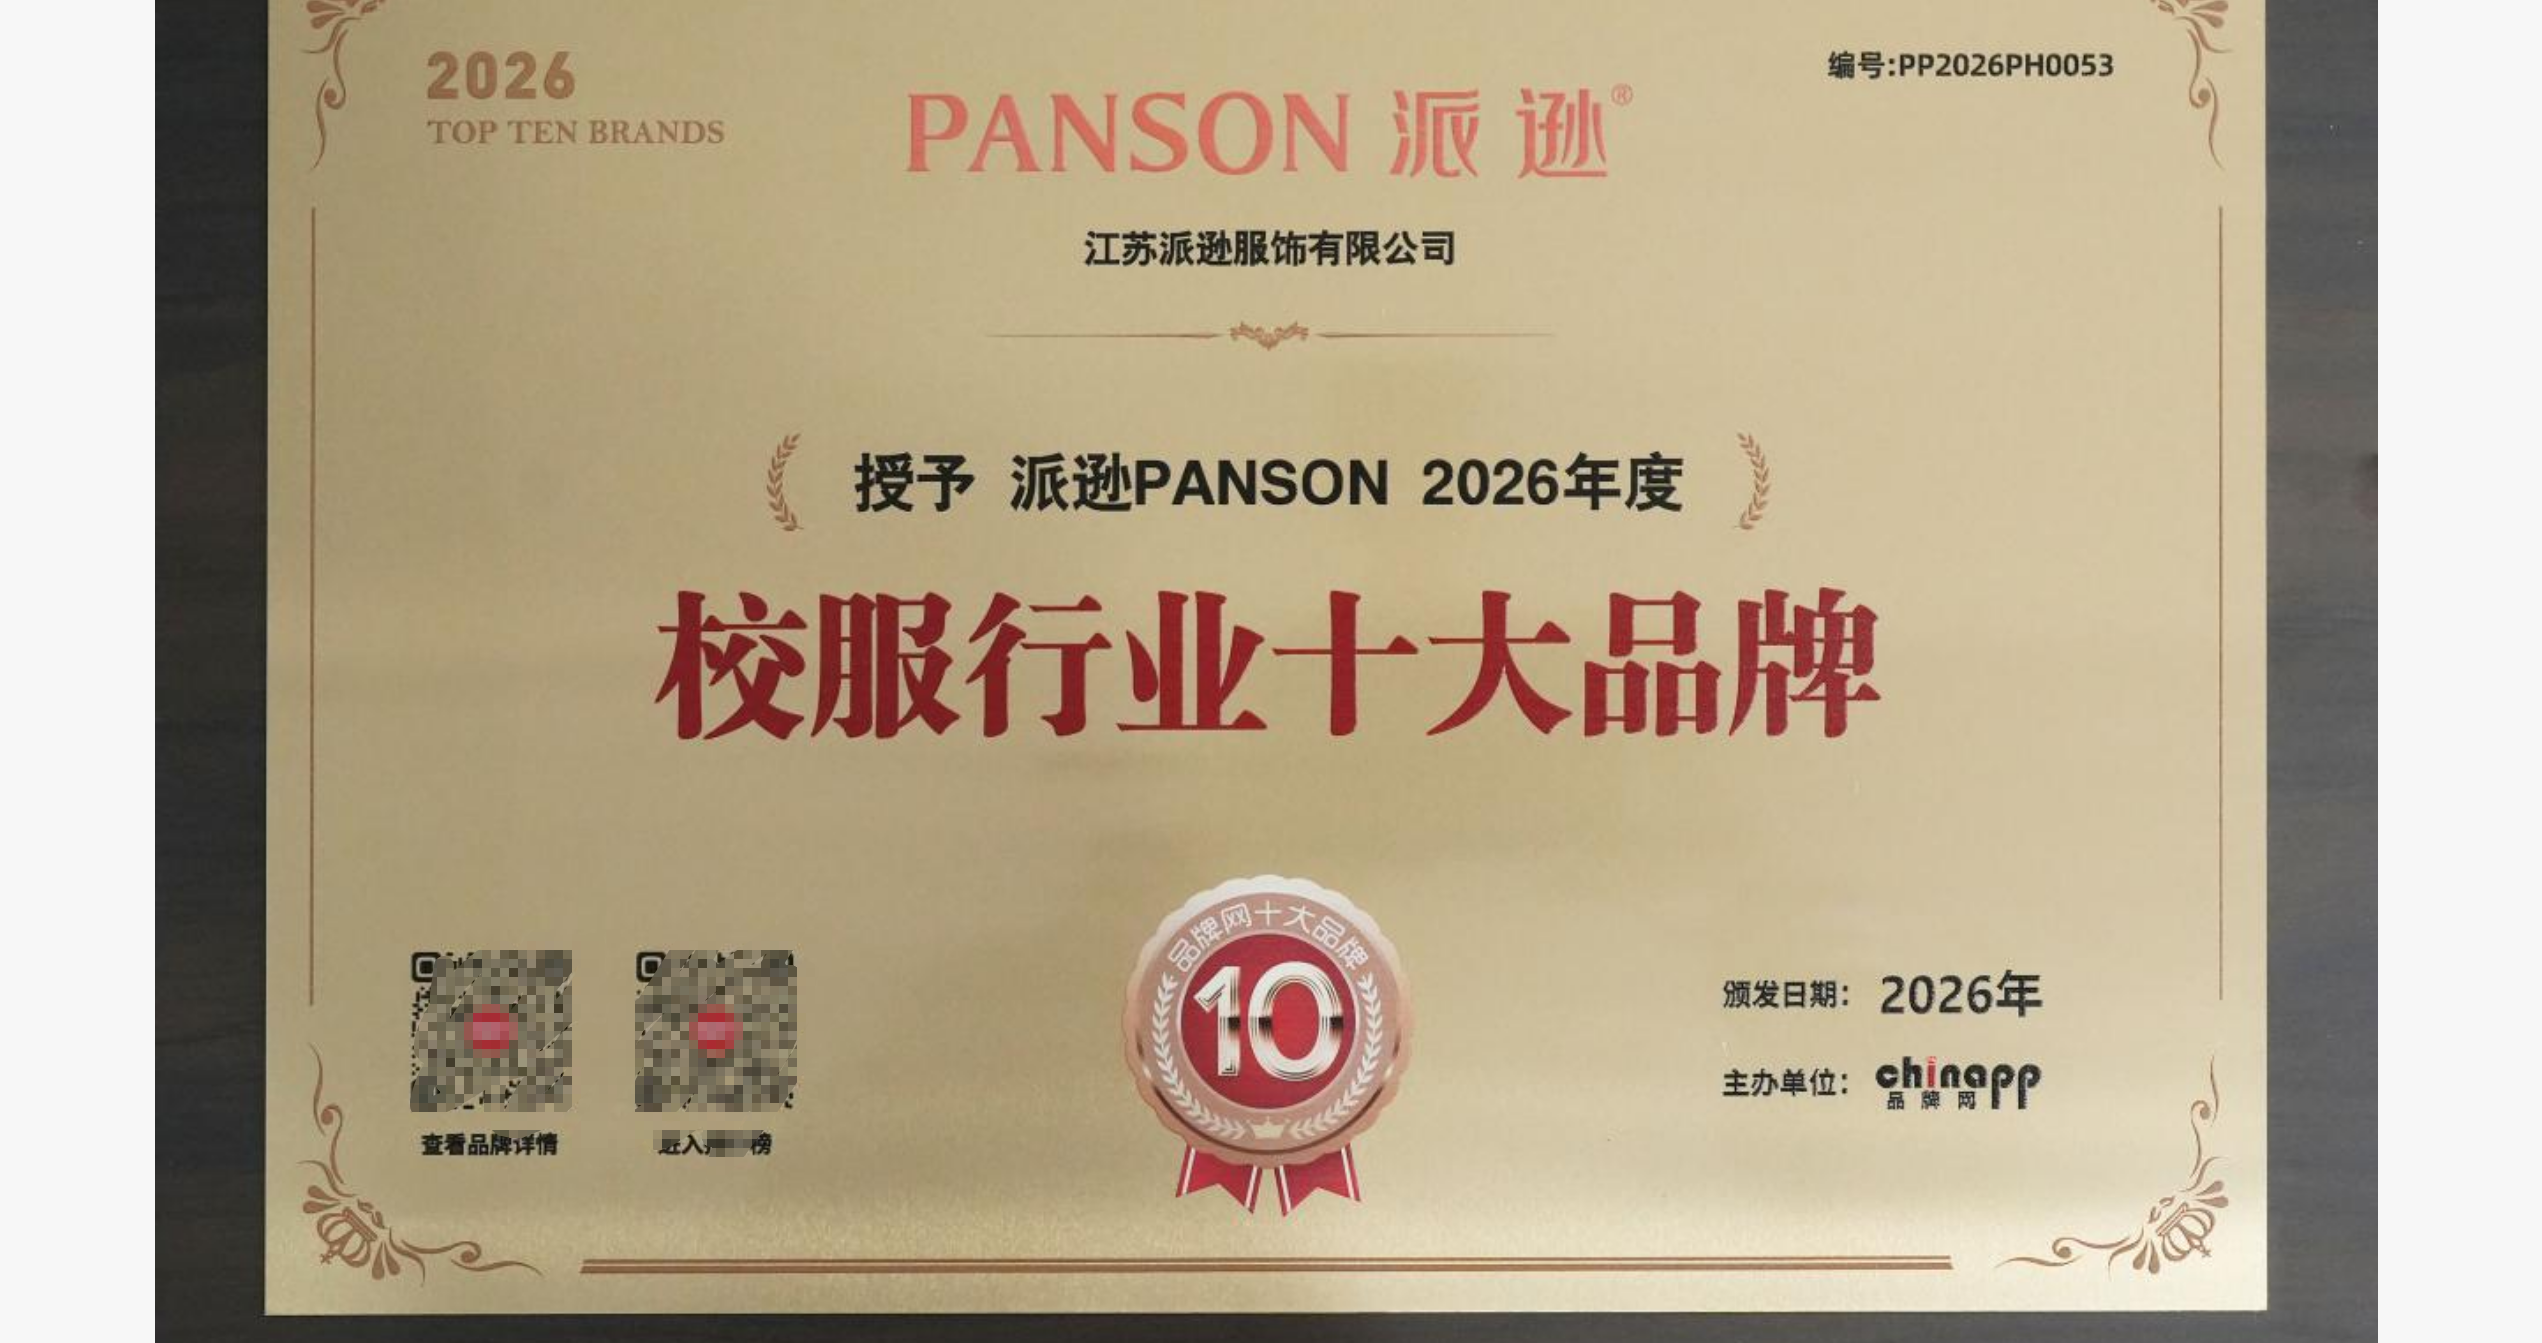 2026
TOP TEN BRANDS
编号:PP2026PH0053
PANSON 派逊®
江苏派逊服饰有限公司
授予 派逊PANSON 2026年度
校服行业十大品牌
品牌网十大品牌
10
颁发日期： 2026年
主办单位： chinapp
品牌网
查看品牌详情
进入 榜